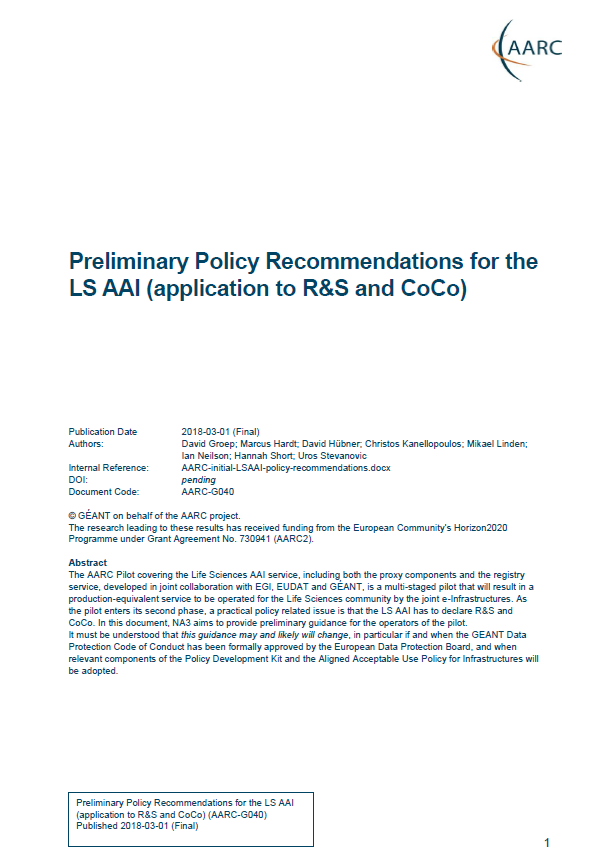 AARC
Preliminary Policy Recommendations for the
LS AAI (application to R&S and CoCo)
Publication Date 2018-03-01 (Final)
Authors: David Groep; Marcus Hardt; David Hübner; Christos Kanellopoulos; Mikael Linden;
Ian Neilson; Hannah Short; Uros Stevanovic
Internal Reference: AARC-initial-LSAAI-policy-recommendations.docx
DOI: pending
Document Code: AARC-G040
© GÉANT on behalf of the AARC project.
The research leading to these results has received funding from the European Community's Horizon2020
Programme under Grant Agreement No. 730941 (AARC2).
Abstract
The AARC Pilot covering the Life Sciences AAI service, including both the proxy components and the registry
service, developed in joint collaboration with EGI, EUDAT and GÉANT, is a multi-staged pilot that will result in a
production-equivalent service to be operated for the Life Sciences community by the joint e-Infrastructures. As
the pilot enters its second phase, a practical policy related issue is that the LS AAI has to declare R&S and
CoCo. In this document, NA3 aims to provide preliminary guidance for the operators of the pilot.
It must be understood that this guidance may and likely will change, in particular if and when the GEANT Data
Protection Code of Conduct has been formally approved by the European Data Protection Board, and when
relevant components of the Policy Development Kit and the Aligned Acceptable Use Policy for Infrastructures will
be adopted.
Preliminary Policy Recommendations for the LS AAI
(application to R&S and CoCo) (AARC-G040)
Published 2018-03-01 (Final)
1